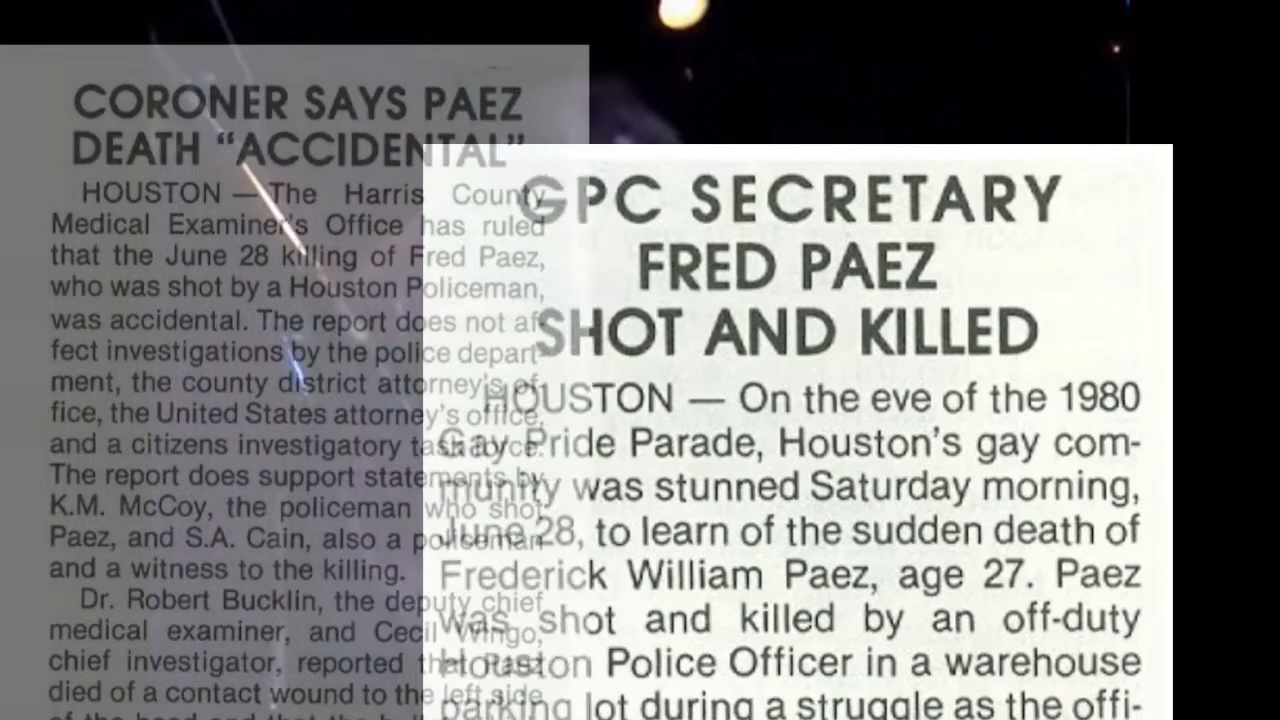 CORONER SAYS PAEZ
DEATH “ACCIDENTAL”
HOUSTON — The Harris County
Medical Examiner's Office has ruled
that the June 28 killing of Fred Paez,
who was shot by a Houston Policeman,
was accidental. The report does not af-
fect investigations by the police depart-
ment, the county district attorney's of-
fice, the United States attorney's office,
and a citizens investigatory task force.
The report does support statements by
K.M. McCoy, the policeman who shot
Paez, and S.A. Cain, also a policeman
and a witness to the killing.
Dr. Robert Bucklin, the deputy chief
medical examiner, and Cecil Wingo,
chief investigator, reported that Paez
died of a contact wound to the left side
of the head and that the
GPC SECRETARY
FRED PAEZ
SHOT AND KILLED
HOUSTON — On the eve of the 1980
Gay Pride Parade, Houston’s gay com-
munity was stunned Saturday morning,
June 28, to learn of the sudden death of
Frederick William Paez, age 27. Paez
was shot and killed by an off-duty
Houston Police Officer in a warehouse
parking lot during a struggle as the offi-